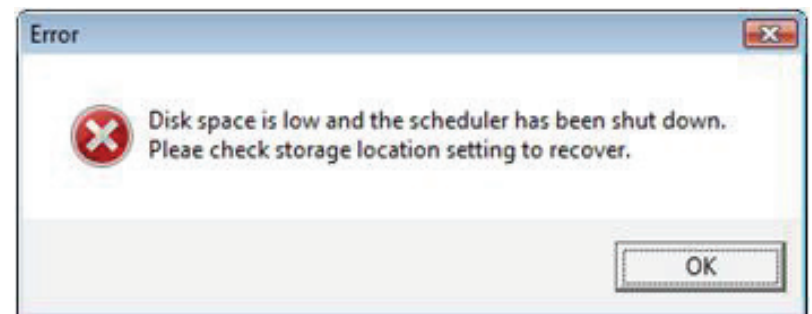 Error
Disk space is low and the scheduler has been shut down.
Pleae check storage location setting to recover.
OK